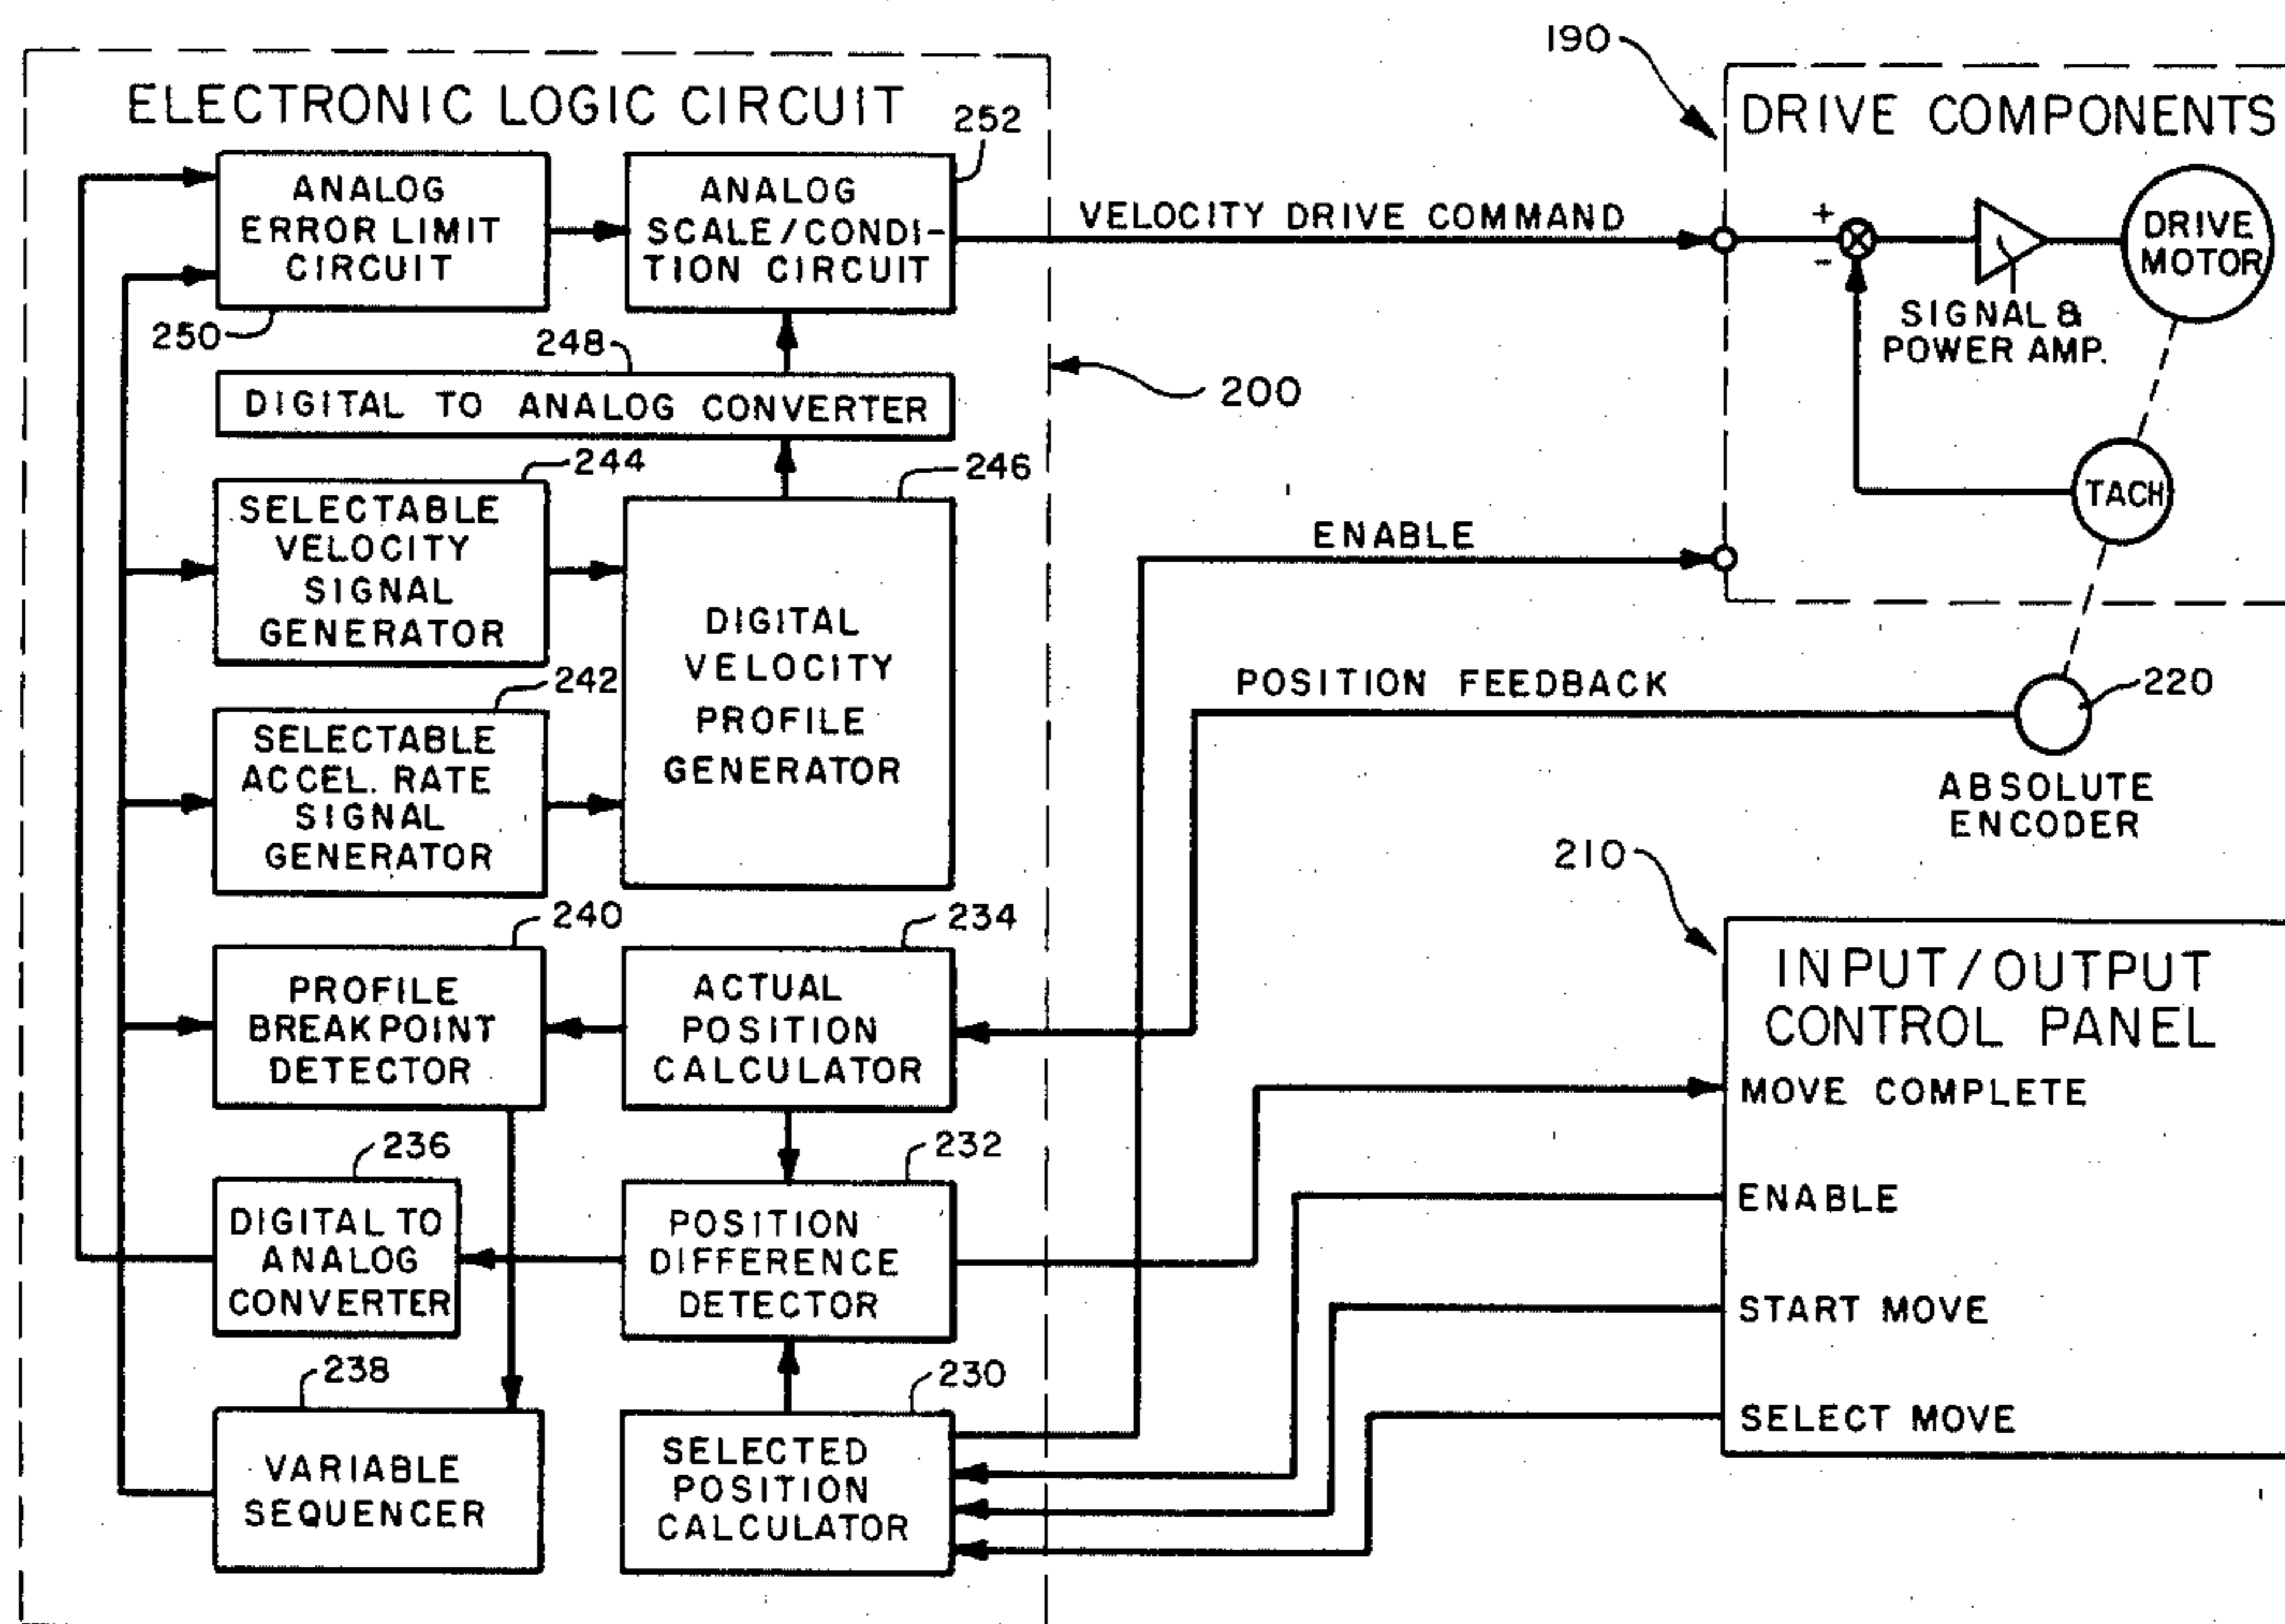 ELECTRONIC LOGIC CIRCUIT
252
ANALOG
ERROR LIMIT
CIRCUIT
250
ANALOG
SCALE/CONDI-
TION CIRCUIT
248
DIGITAL TO ANALOG CONVERTER
244
SELECTABLE
VELOCITY
SIGNAL
GENERATOR
246
DIGITAL
VELOCITY
PROFILE
GENERATOR
242
SELECTABLE
ACCEL. RATE
SIGNAL
GENERATOR
240
PROFILE
BREAKPOINT
DETECTOR
234
ACTUAL
POSITION
CALCULATOR
236
DIGITAL TO
ANALOG
CONVERTER
232
POSITION
DIFFERENCE
DETECTOR
238
VARIABLE
SEQUENCER
230
SELECTED
POSITION
CALCULATOR
200
VELOCITY DRIVE COMMAND
ENABLE
POSITION FEEDBACK
190
DRIVE COMPONENTS
+
-
SIGNAL &
POWER AMP.
DRIVE
MOTOR
TACH
220
ABSOLUTE
ENCODER
210
INPUT/OUTPUT
CONTROL PANEL
MOVE COMPLETE
ENABLE
START MOVE
SELECT MOVE